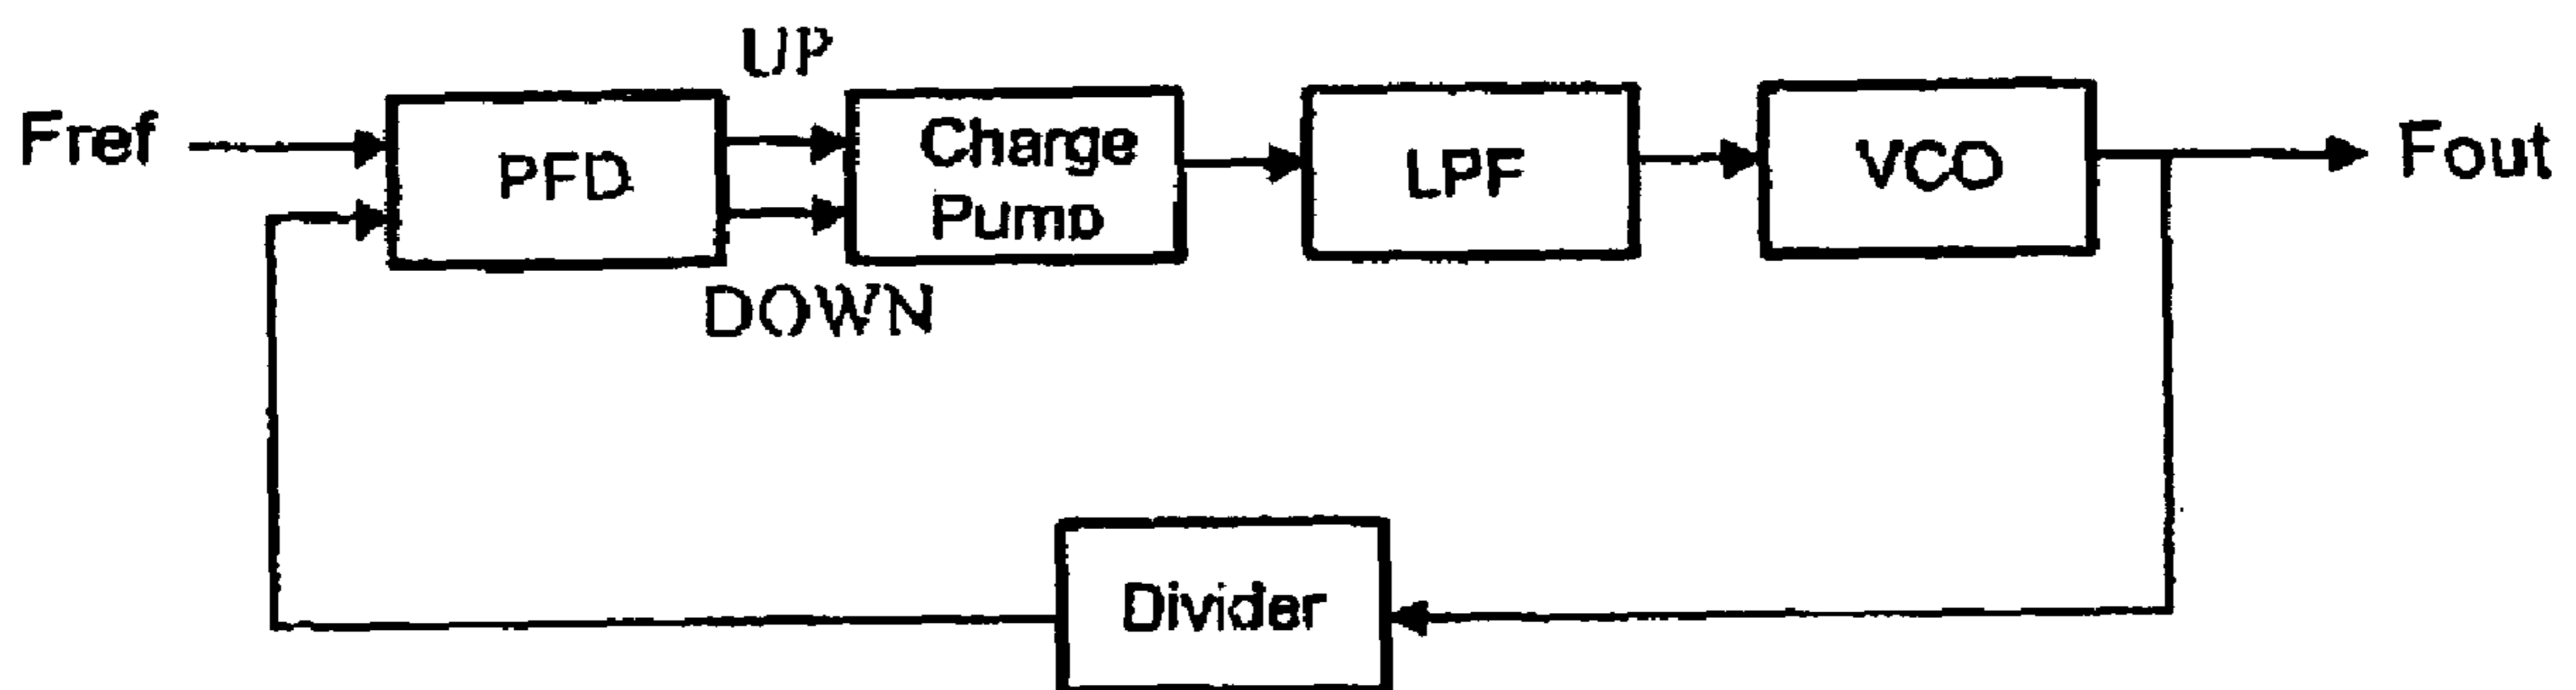 UP
Fref
PFD
Charge
Pump
LPF
VCO
Fout
DOWN
Divider